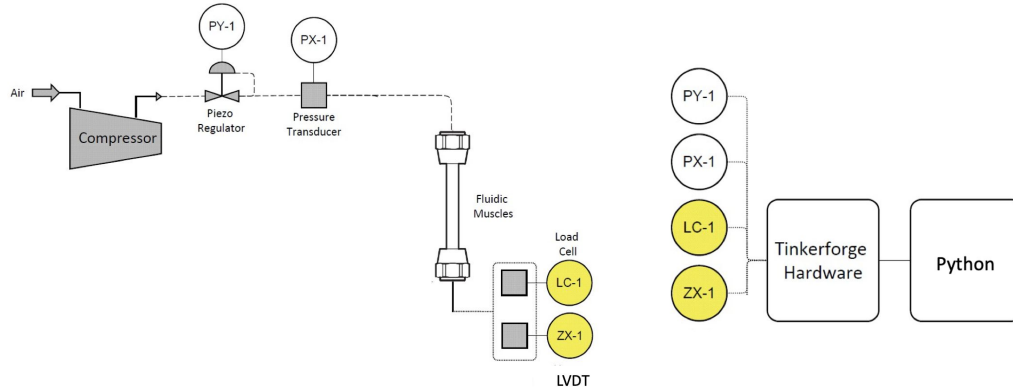 PY-1
PX-1
Air
Compressor
Piezo
Regulator
Pressure
Transducer
Fluidic
Muscles
Load
Cell
LC-1
ZX-1
LVDT
PY-1
PX-1
LC-1
ZX-1
Tinkerforge
Hardware
Python